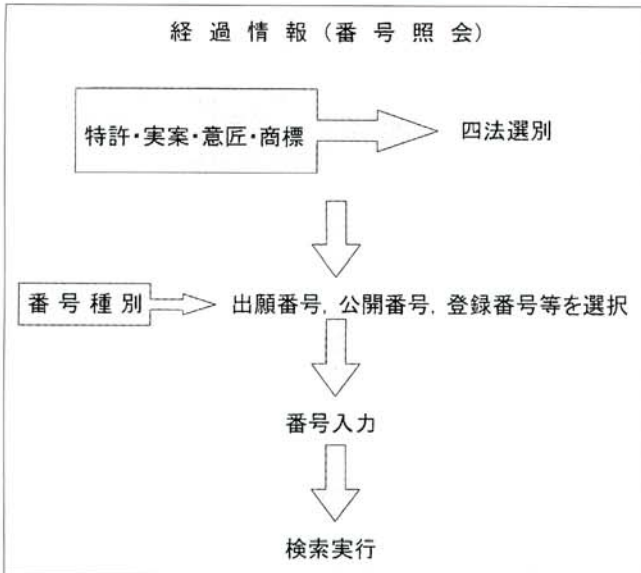 経過情報(番号照会)
特許・実案・意匠・商標
四法選別
番号種別
出願番号, 公開番号, 登録番号等を選択
番号入力
検索実行